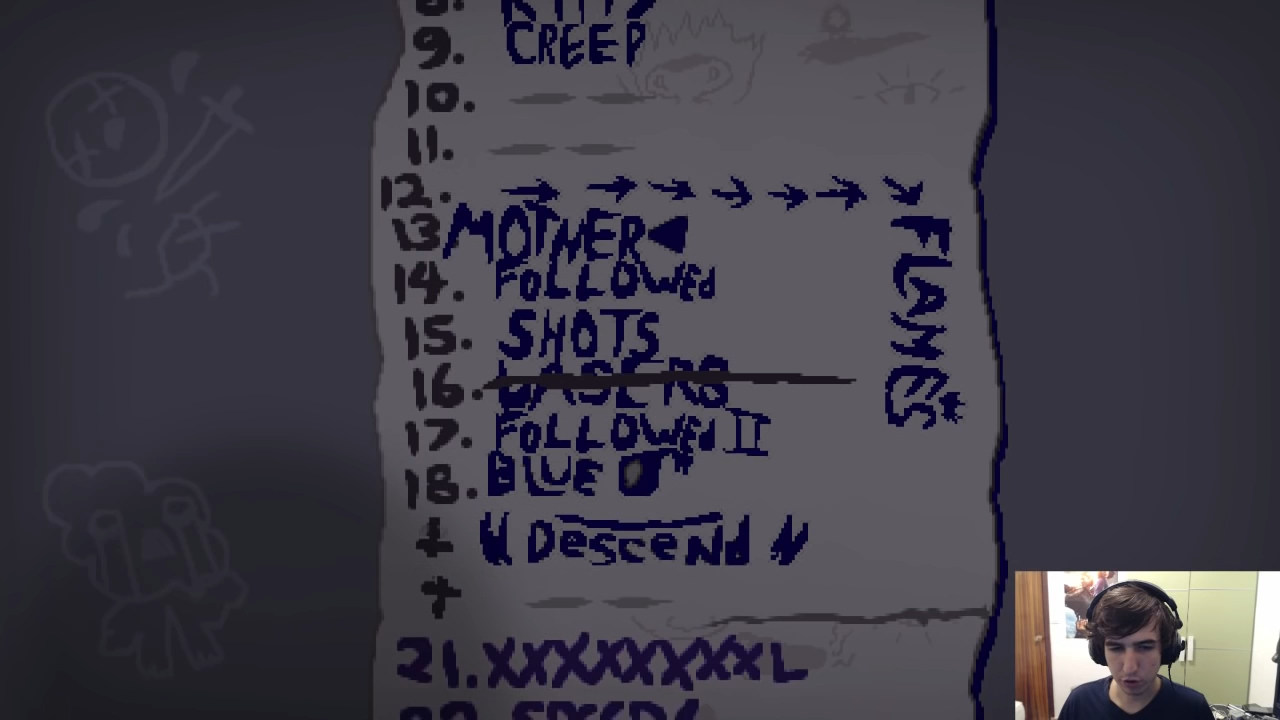 9. CREEP
10.
11.
12. → → → → → → →
FLAMES*
13 MOTHER◀
14. FOLLOWEd
15. SHOTS
16. LASERS
17. FOLLOWEd II
18. BLUE
DesceNd
21. XXXXXXXXL